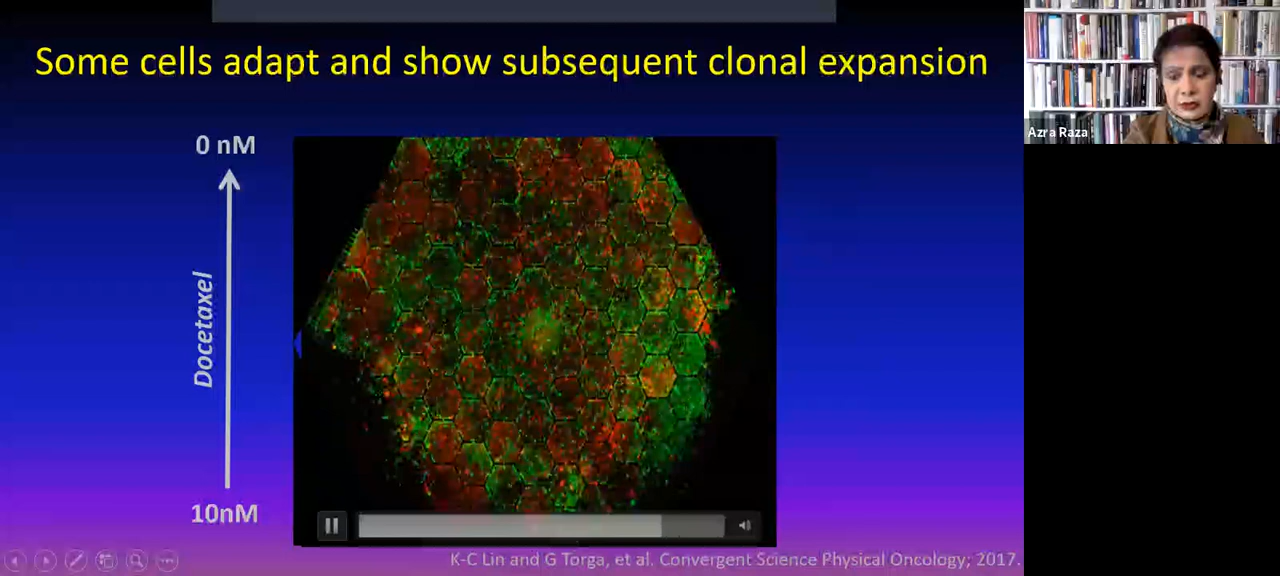 Some cells adapt and show subsequent clonal expansion
0 nM
Docetaxel
10nM
K-C Lin and G Torga, et al. Convergent Science Physical Oncology; 2017.
Azra Raza